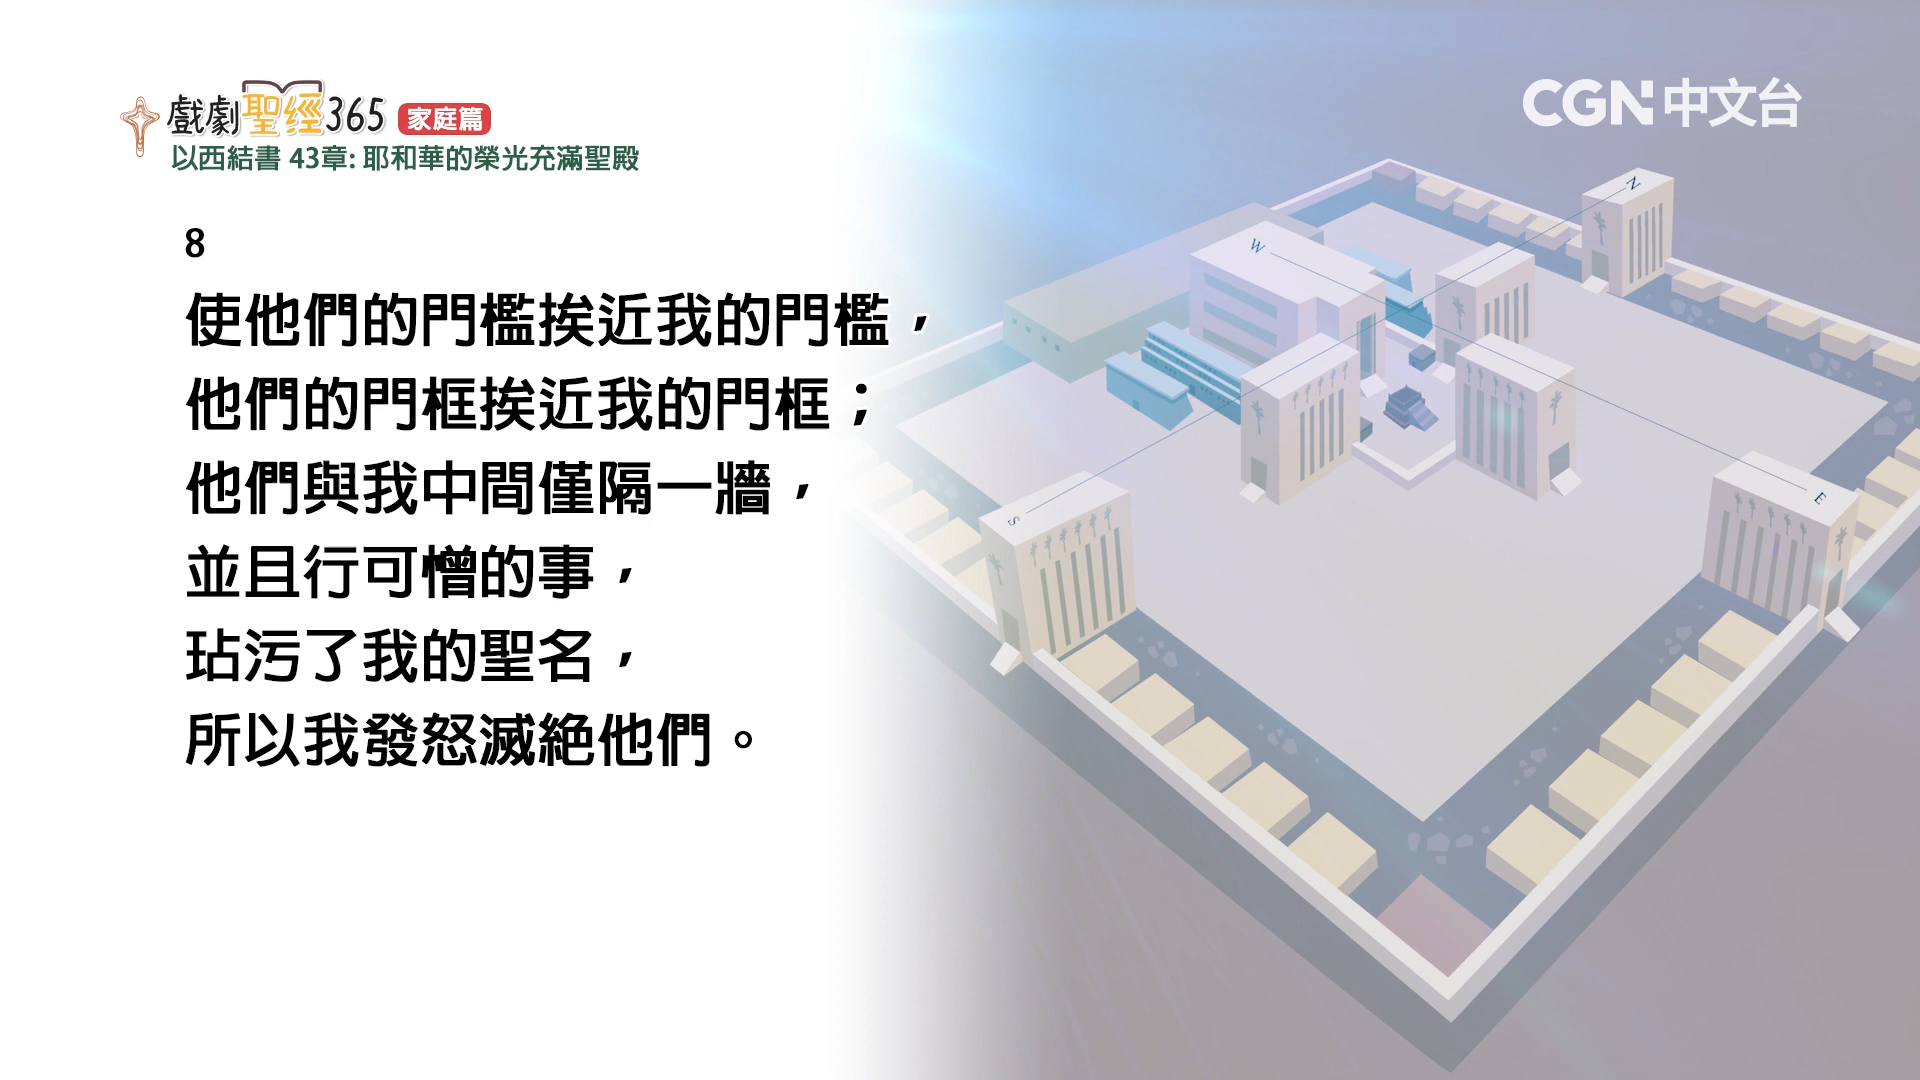 戲劇聖經365 家庭篇
以西結書 43章: 耶和華的榮光充滿聖殿
CGN中文台
8
使他們的門檻挨近我的門檻，
他們的門框挨近我的門框；
他們與我中間僅隔一牆，
並且行可憎的事，
玷污了我的聖名，
所以我發怒滅絕他們。
N
W
S
E